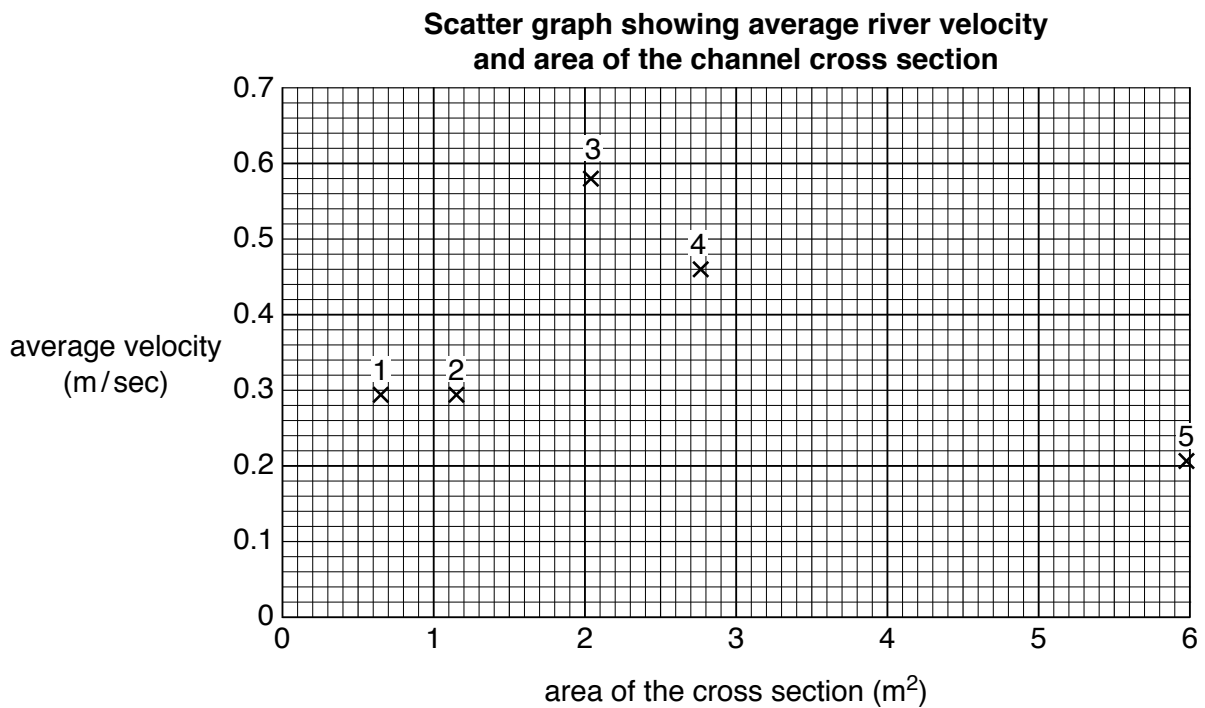 Scatter graph showing average river velocity
and area of the channel cross section
0.7
0.6
0.5
0.4
0.3
0.2
0.1
0
average velocity
(m/sec)
1
2
3
4
5
0 1 2 3 4 5 6
area of the cross section (m²)